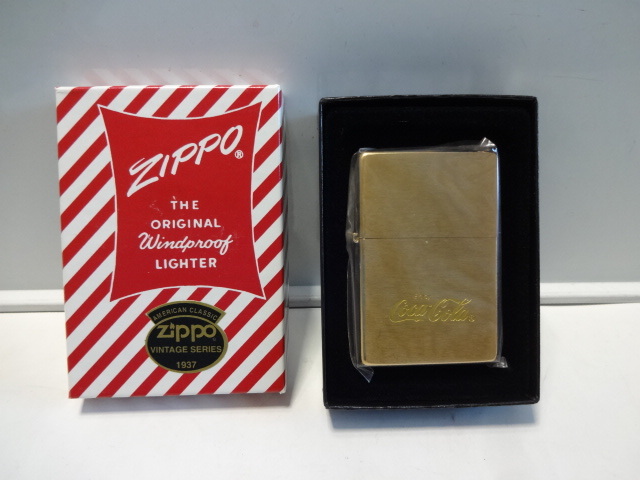 ZIPPO®
THE
ORIGINAL
Windproof
LIGHTER
AMERICAN CLASSIC
Zippo
VINTAGE SERIES
1937
Coca-Cola